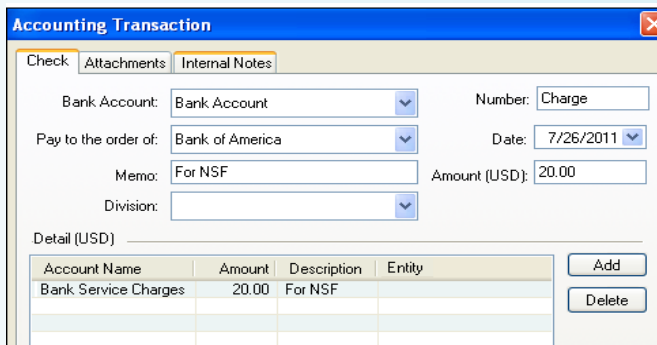 Accounting Transaction
Check Attachments Internal Notes
Bank Account: Bank Account Number: Charge
Pay to the order of: Bank of America Date: 7/26/2011
Memo: For NSF Amount (USD): 20.00
Division:
Detail (USD)
Account Name Amount Description Entity Add
Bank Service Charges 20.00 For NSF
Delete